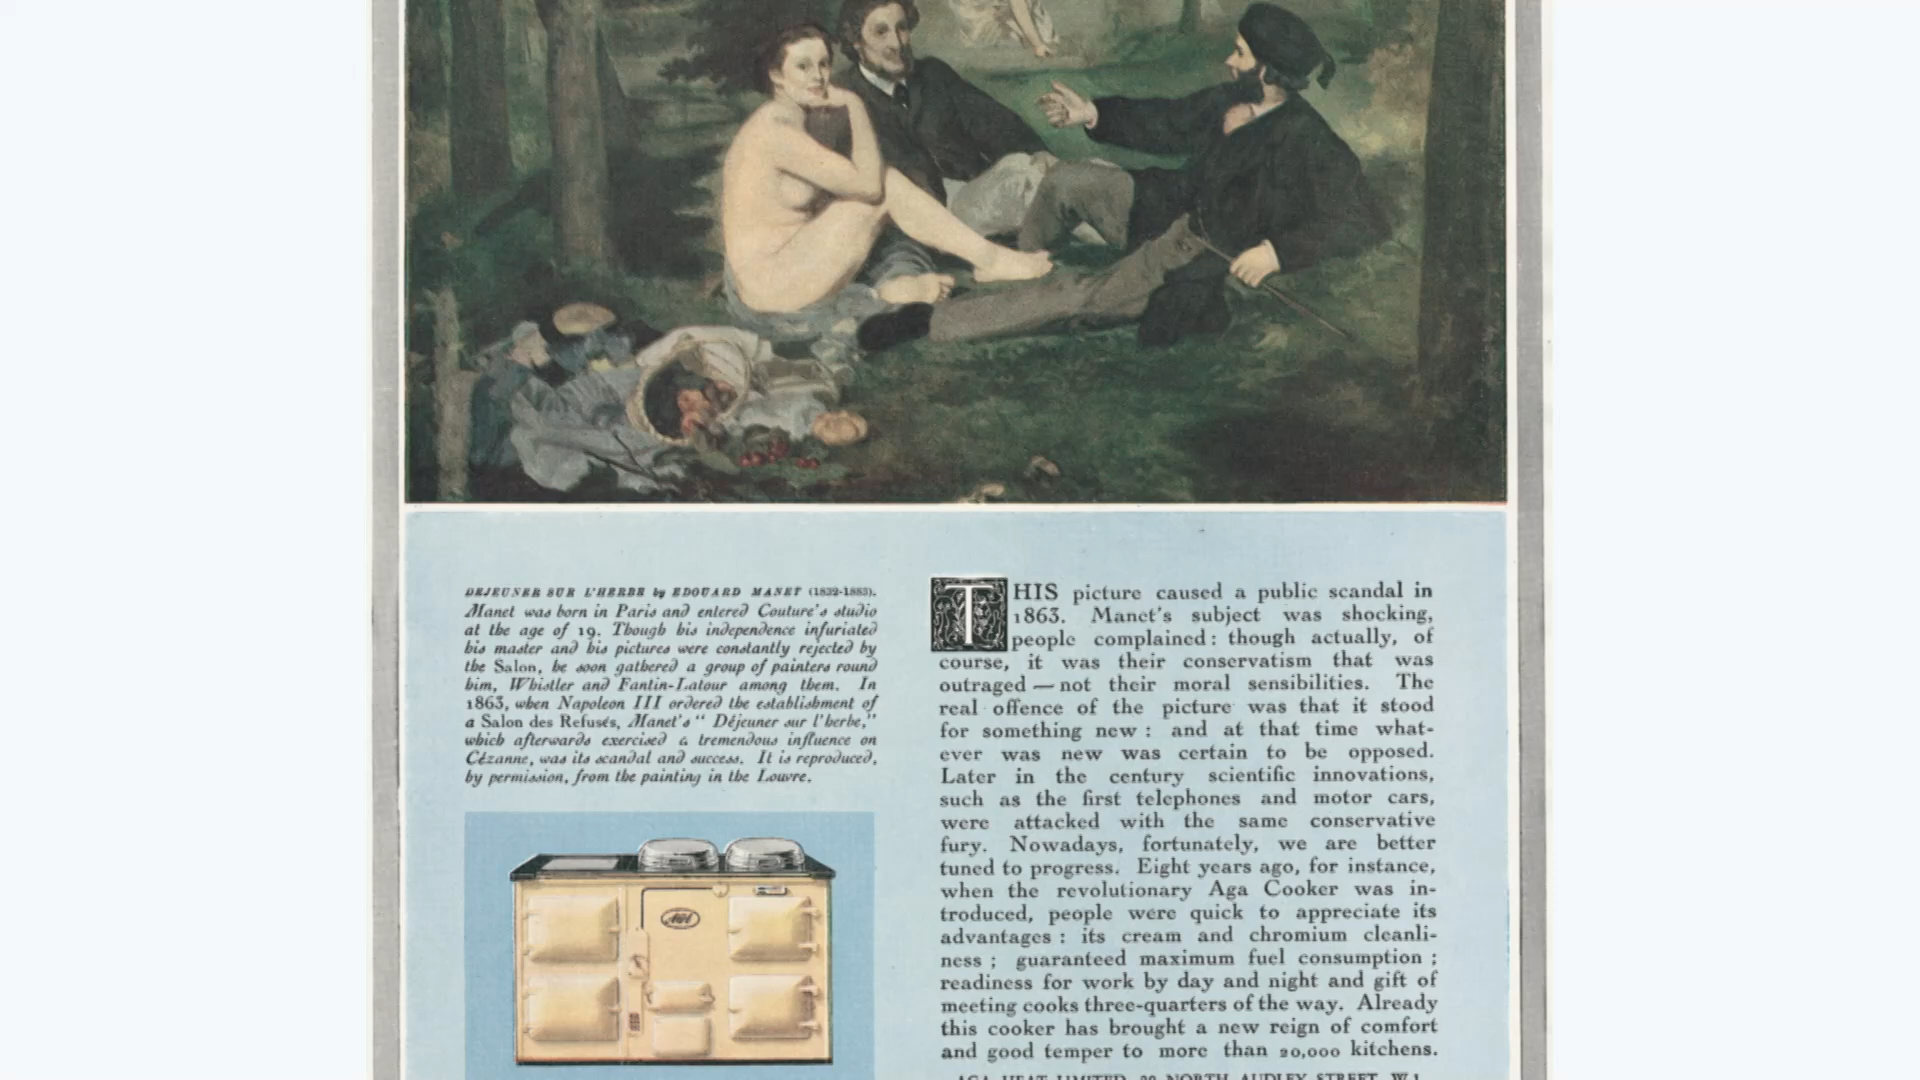 DEJEUNER SUR L'HERBE by EDOUARD MANET (1832-1883).
Manet was born in Paris and entered Couture's studio
at the age of 19. Though his independence infuriated
his master and his pictures were constantly rejected by
the Salon, he soon gathered a group of painters round
him, Whistler and Fantin-Latour among them. In
1863, when Napoleon III ordered the establishment of
a Salon des Refusés, Manet's " Déjeuner sur l'herbe,"
which afterwards exercised a tremendous influence on
Cézanne, was its scandal and success. It is reproduced,
by permission, from the painting in the Louvre.
AGA
THIS picture caused a public scandal in
1863. Manet's subject was shocking,
people complained : though actually, of
course, it was their conservatism that was
outraged — not their moral sensibilities. The
real offence of the picture was that it stood
for something new : and at that time what-
ever was new was certain to be opposed.
Later in the century scientific innovations,
such as the first telephones and motor cars,
were attacked with the same conservative
fury. Nowadays, fortunately, we are better
tuned to progress. Eight years ago, for instance,
when the revolutionary Aga Cooker was in-
troduced, people were quick to appreciate its
advantages : its cream and chromium cleanli-
ness ; guaranteed maximum fuel consumption ;
readiness for work by day and night and gift of
meeting cooks three-quarters of the way. Already
this cooker has brought a new reign of comfort
and good temper to more than 20,000 kitchens.
AGA HEAT LIMITED, 20 NORTH AUDLEY STREET, W.1